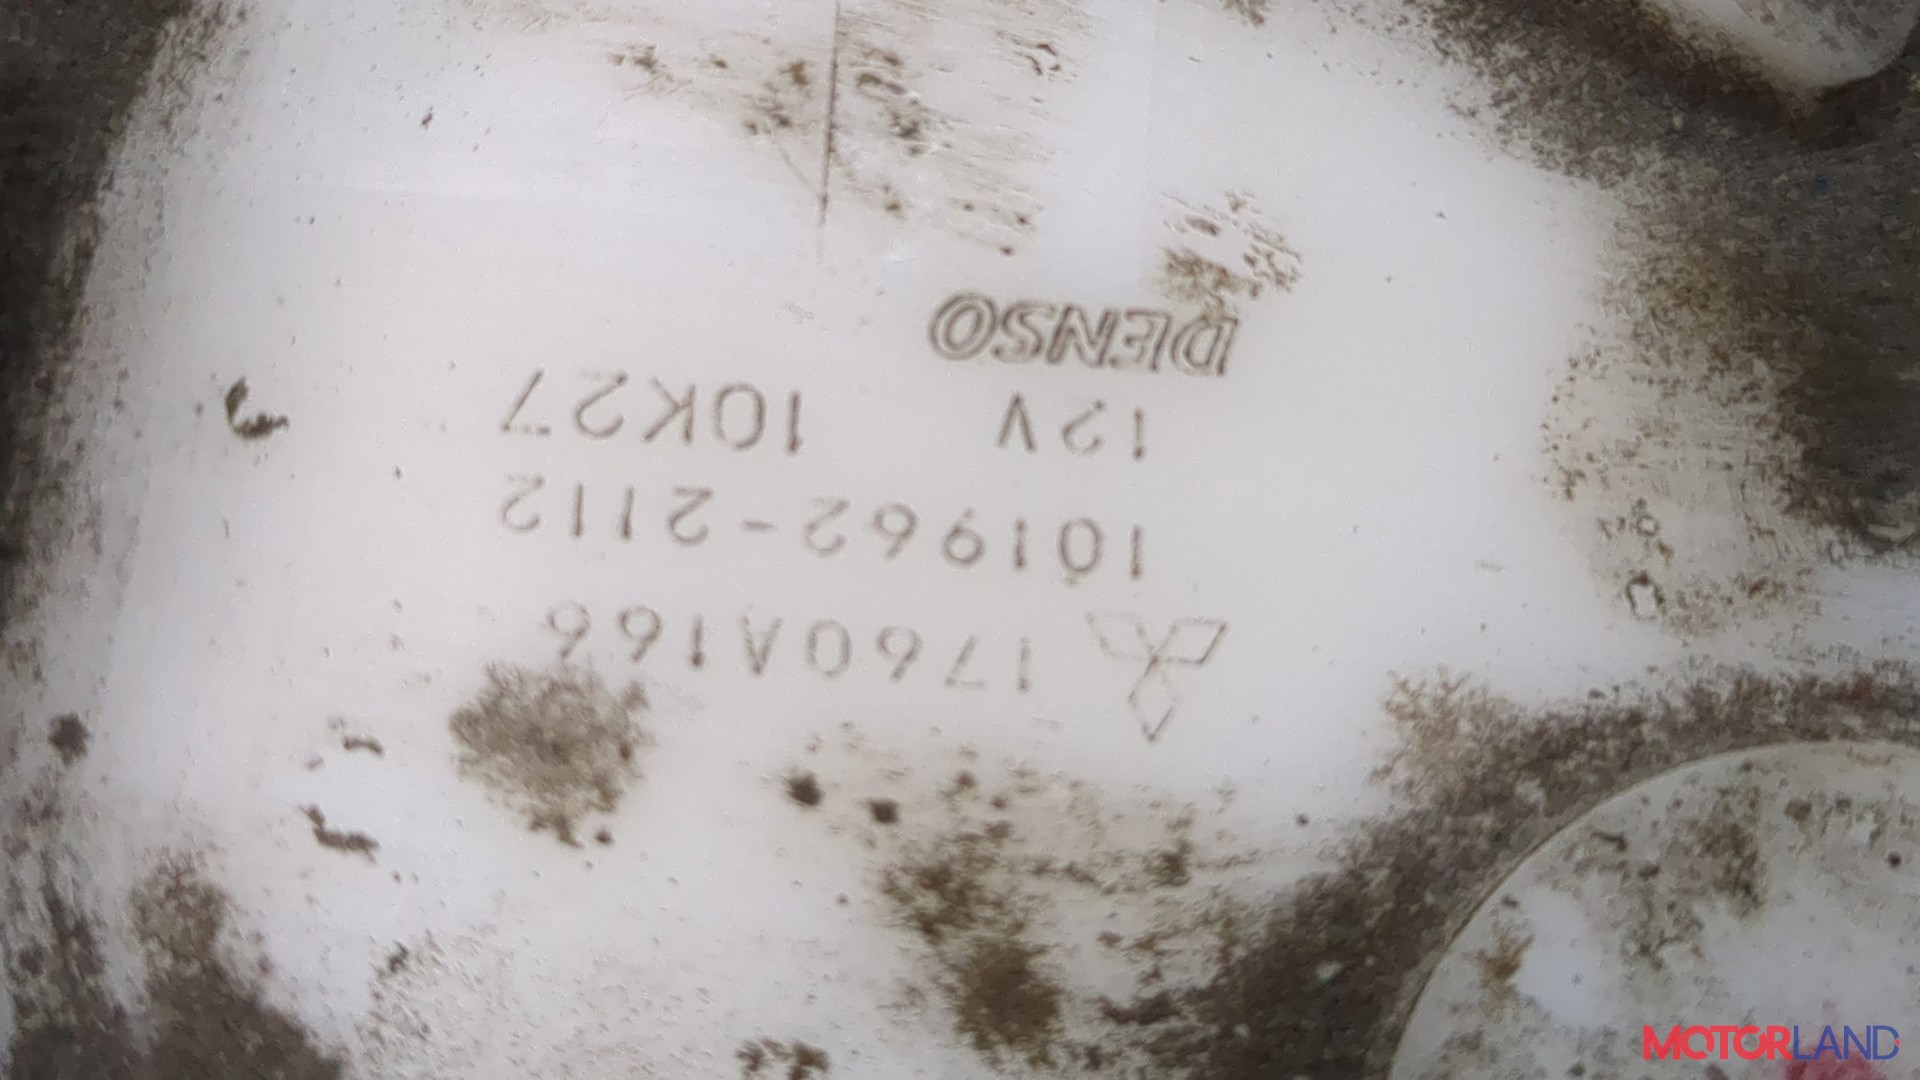 1760A166
101962-2112
12V 10K27
DENSO
MOTORLAND